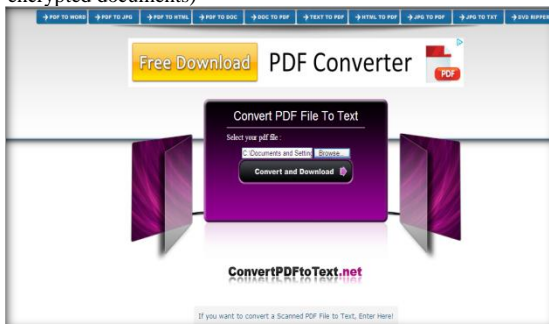 encrypted documents)
PDF TO WORD PDF TO JPG PDF TO HTML PDF TO DOC DOC TO PDF TEXT TO PDF HTML TO PDF JPG TO PDF JPG TO TXT DVD RIPPER
Free Download PDF Converter PDF
Convert PDF File To Text
Select your pdf file :
C:\Documents and Setting Browse...
Convert and Download
ConvertPDFtoText.net
If you want to convert a Scanned PDF File to Text, Enter Here!